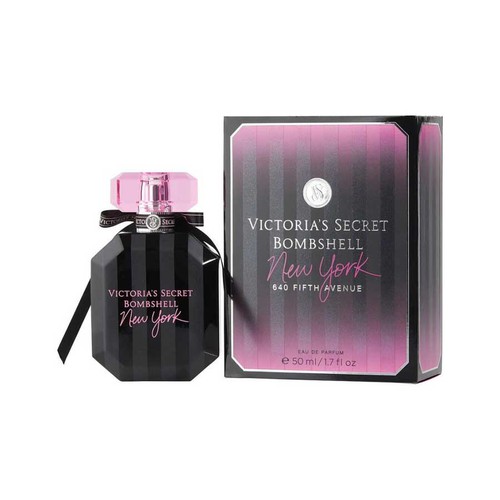 VICTORIA'S SECRET
BOMBSHELL
New York
VICTORIA'S SECRET
BOMBSHELL
New York
640 FIFTH AVENUE
EAU DE PARFUM
e 50 ml/1.7 fl oz